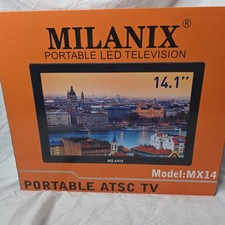 MILANIX®
PORTABLE LED TELEVISION
14.1''
MILANIX
Model:MX14
PORTABLE ATSC TV